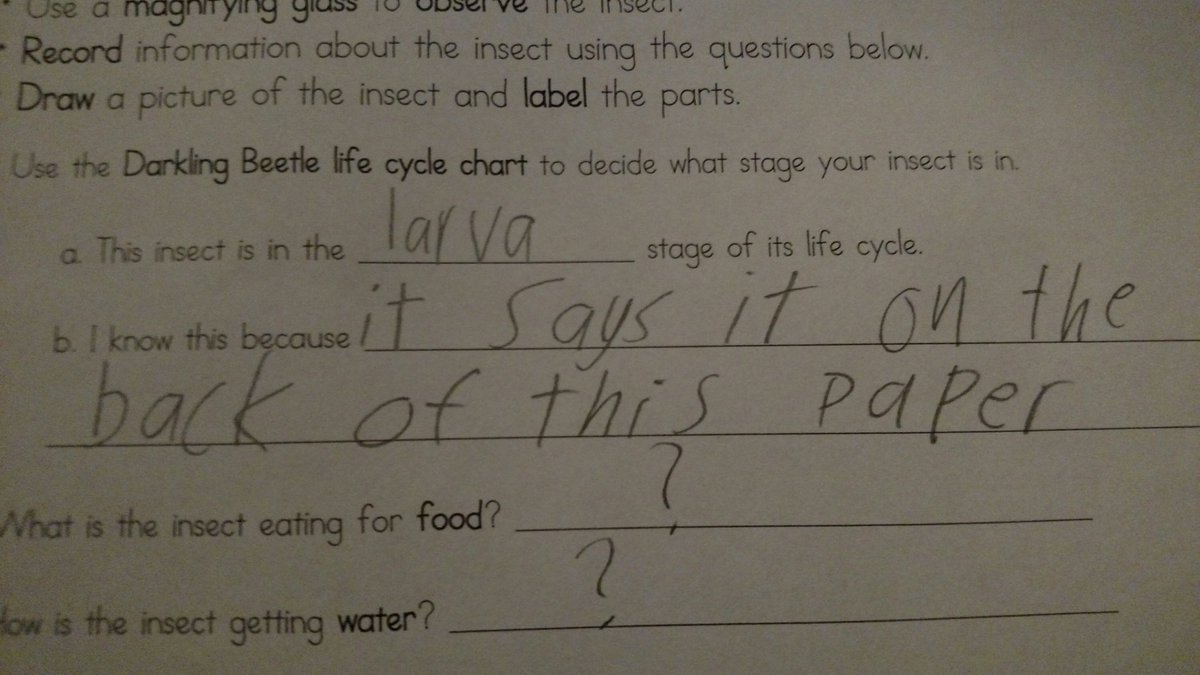 Use a magnifying glass to observe the insect.
Record information about the insect using the questions below.
Draw a picture of the insect and label the parts.
Use the Darkling Beetle life cycle chart to decide what stage your insect is in.
a. This insect is in the larva stage of its life cycle.
b. I know this because it says it on the
back of this paper
What is the insect eating for food? ?
How is the insect getting water? ?